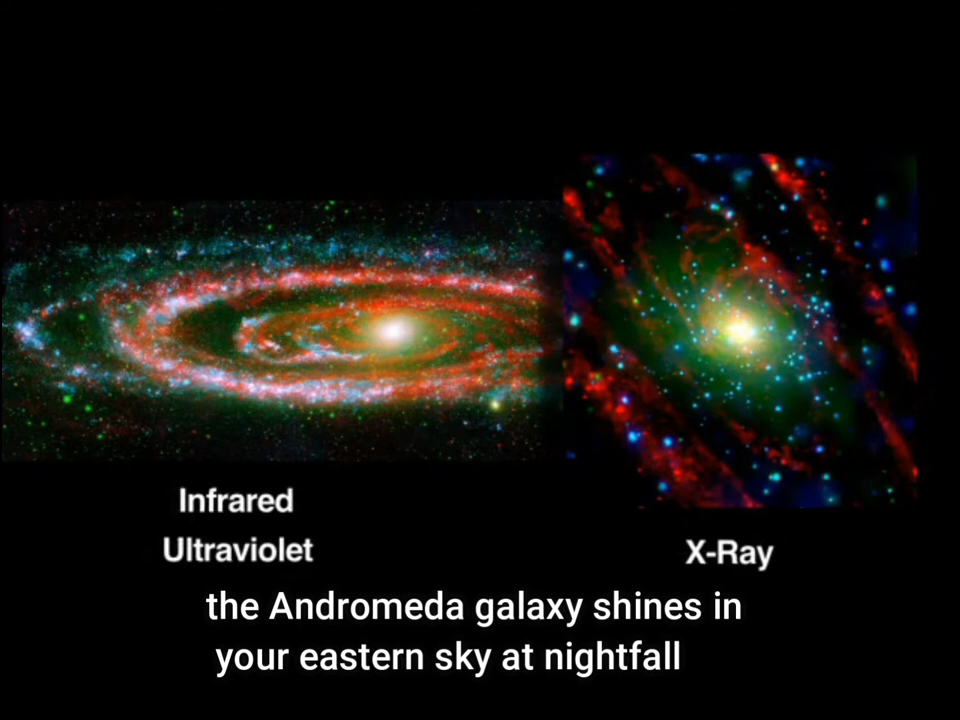 Infrared
Ultraviolet
X-Ray
the Andromeda galaxy shines in
your eastern sky at nightfall